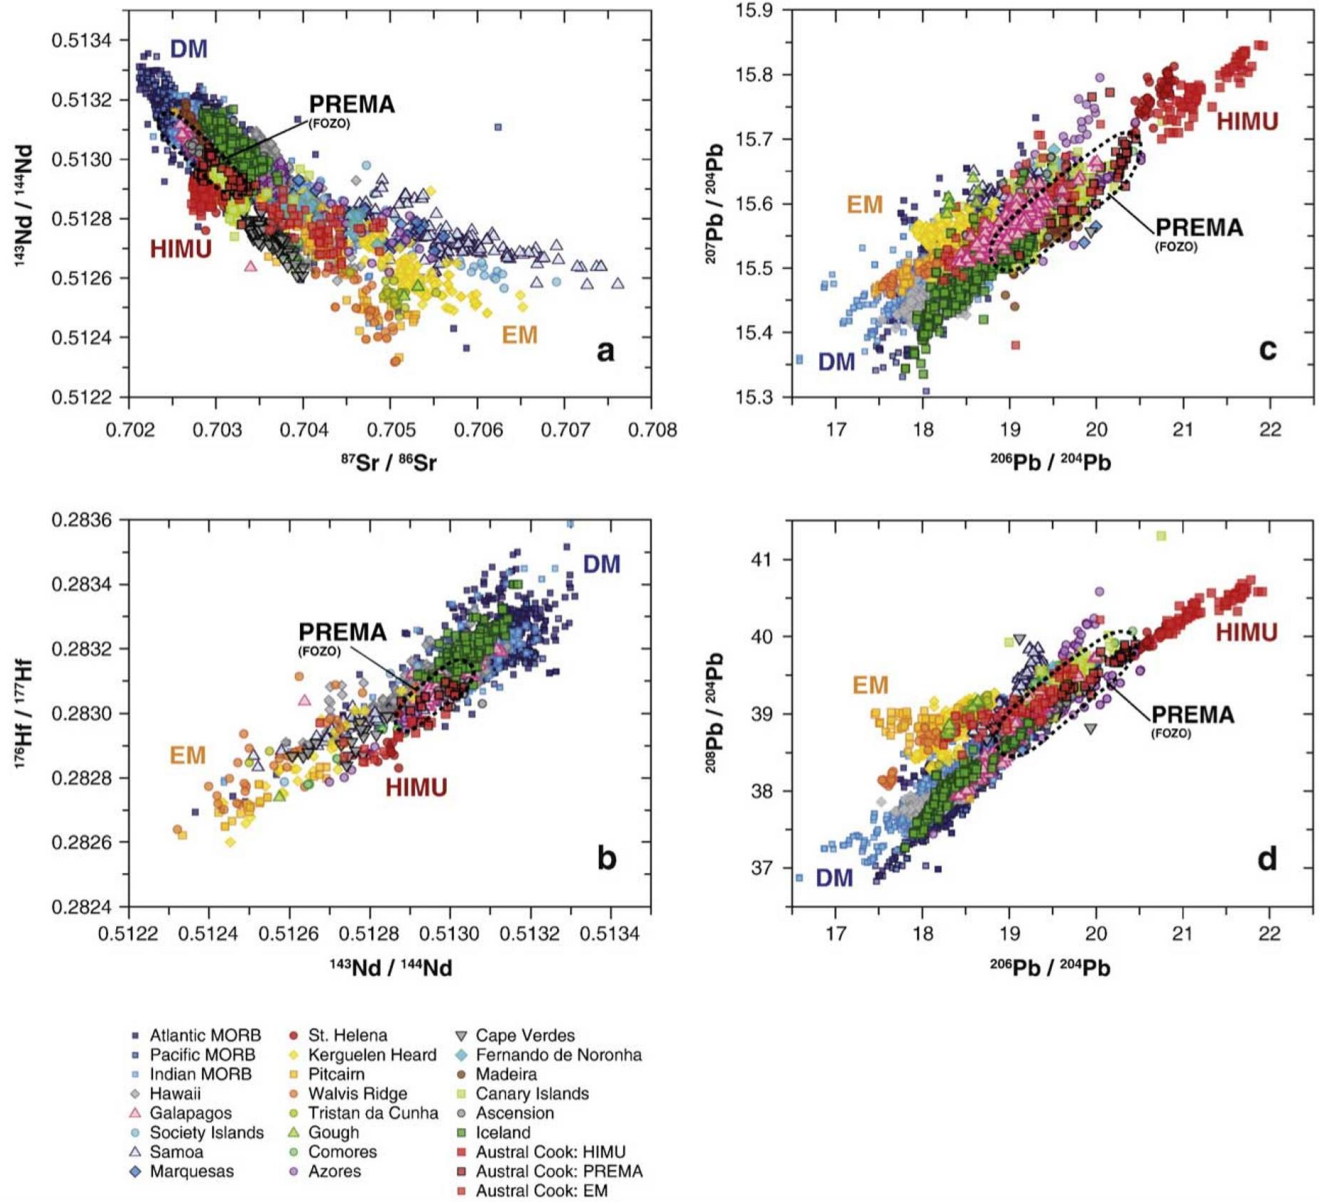 0.5134
0.5132
0.5130
0.5128
0.5126
0.5124
0.5122
¹⁴³Nd / ¹⁴⁴Nd
DM
PREMA
(FOZO)
HIMU
EM
a
0.702 0.703 0.704 0.705 0.706 0.707 0.708
⁸⁷Sr / ⁸⁶Sr
15.9
15.8
15.7
15.6
15.5
15.4
15.3
²⁰⁷Pb / ²⁰⁴Pb
HIMU
EM
PREMA
(FOZO)
DM
c
17 18 19 20 21 22
²⁰⁶Pb / ²⁰⁴Pb
0.2836
0.2834
0.2832
0.2830
0.2828
0.2826
0.2824
¹⁷⁶Hf / ¹⁷⁷Hf
DM
PREMA
(FOZO)
EM
HIMU
b
0.5122 0.5124 0.5126 0.5128 0.5130 0.5132 0.5134
¹⁴³Nd / ¹⁴⁴Nd
41
40
39
38
37
²⁰⁸Pb / ²⁰⁴Pb
HIMU
EM
PREMA
(FOZO)
DM
d
17 18 19 20 21 22
²⁰⁶Pb / ²⁰⁴Pb
Atlantic MORB
Pacific MORB
Indian MORB
Hawaii
Galapagos
Society Islands
Samoa
Marquesas
St. Helena
Kerguelen Heard
Pitcairn
Walvis Ridge
Tristan da Cunha
Gough
Comores
Azores
Cape Verdes
Fernando de Noronha
Madeira
Canary Islands
Ascension
Iceland
Austral Cook: HIMU
Austral Cook: PREMA
Austral Cook: EM